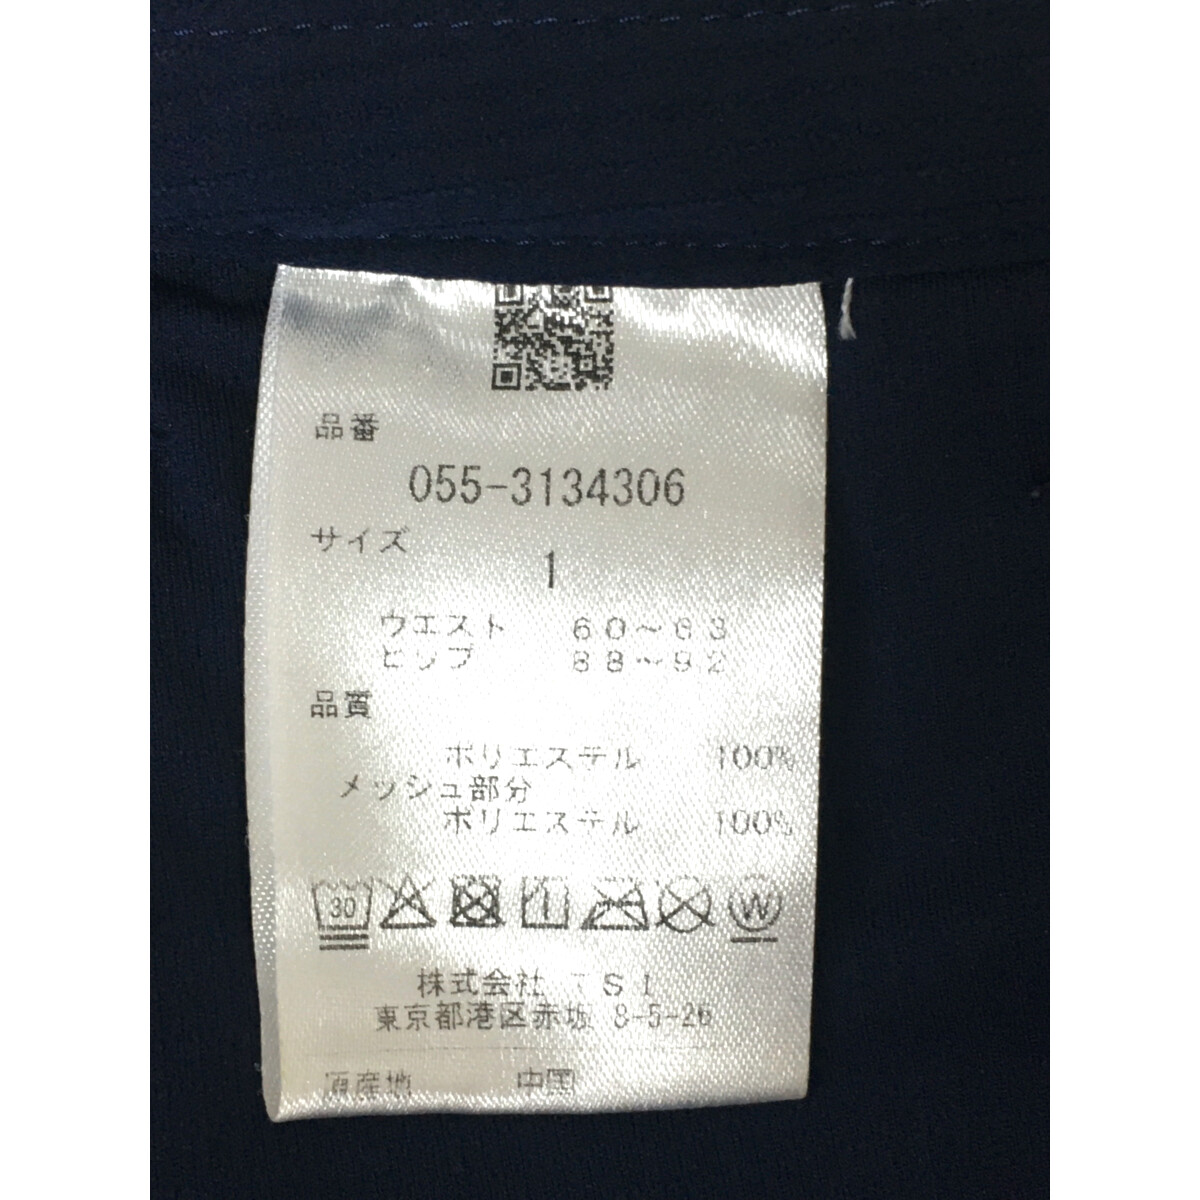 品番
055-3134306
サイズ
1
ウエスト 60~63
ヒップ 88~92
品質
ポリエステル 100%
メッシュ部分
ポリエステル 100%
30 W
株式会社 TSI
東京都港区赤坂 8-5-26
原産地 中国